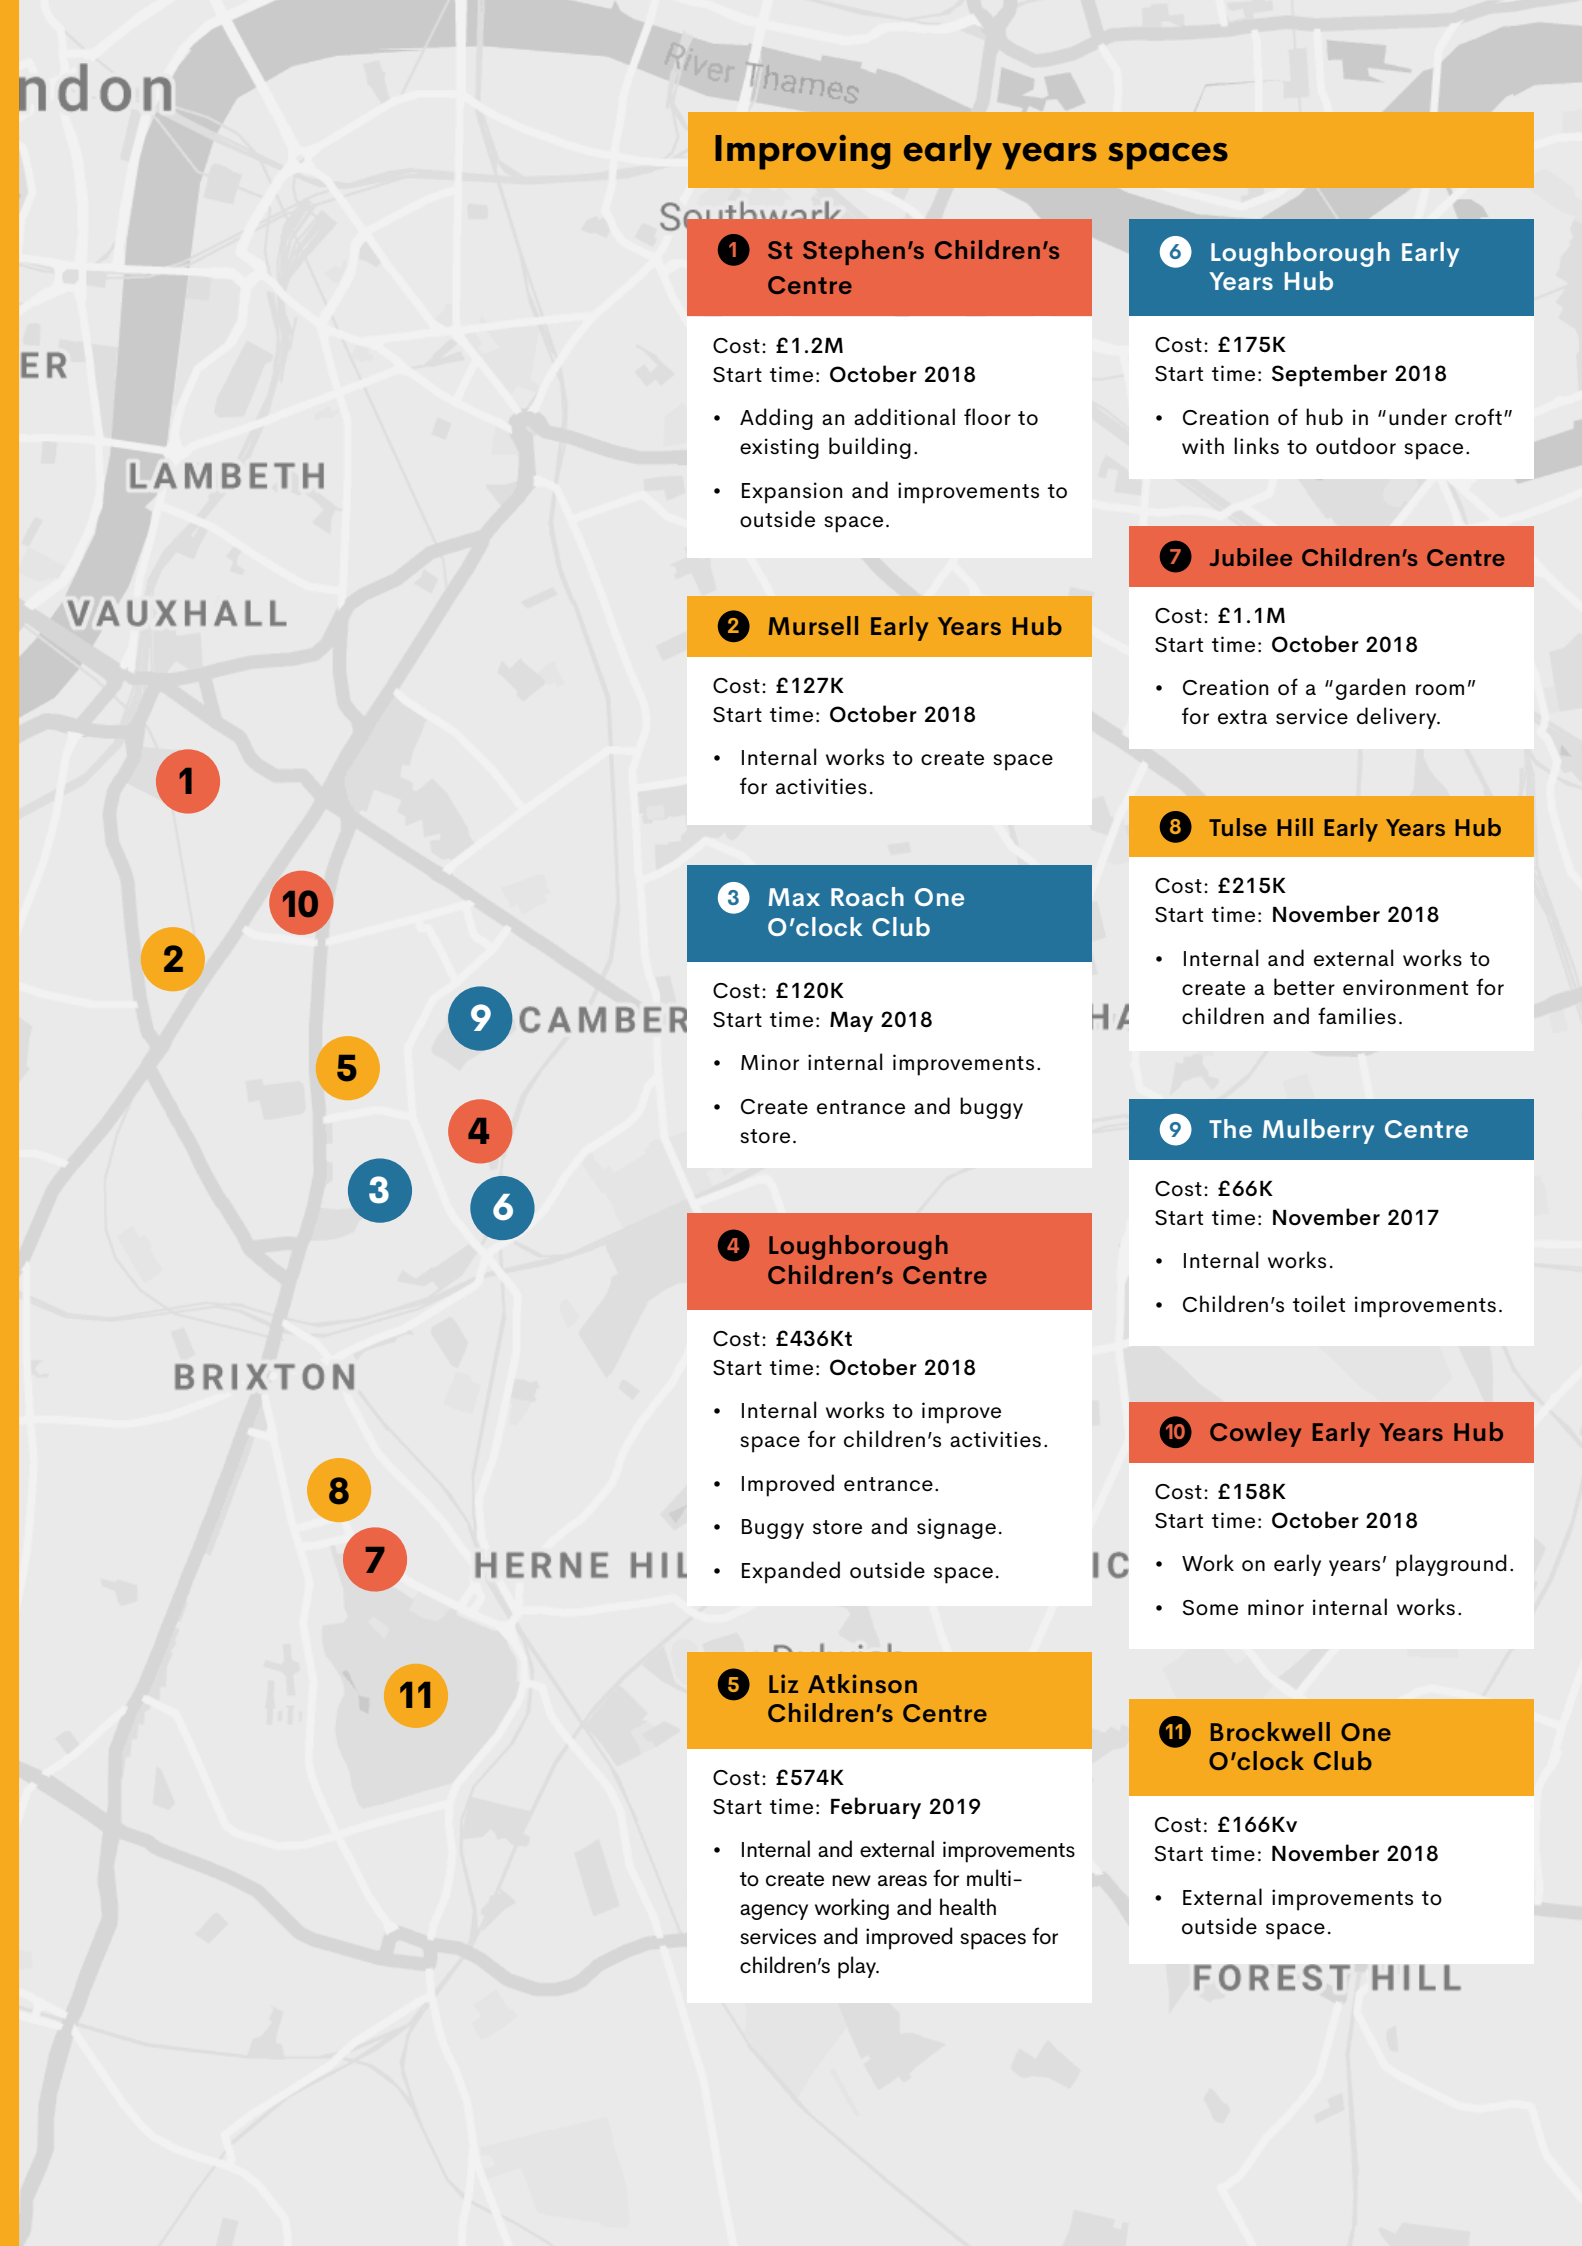 ndon
River Thames
ER
LAMBETH
VAUXHALL
1
10
2
9
CAMBER
5
4
3
6
BRIXTON
8
7
HERNE HIL
11
Improving early years spaces
Southwark
1 St Stephen’s Children’s
Centre
Cost: £1.2M
Start time: October 2018
• Adding an additional floor to
existing building.
• Expansion and improvements to
outside space.
2 Mursell Early Years Hub
Cost: £127K
Start time: October 2018
• Internal works to create space
for activities.
3 Max Roach One
O’clock Club
Cost: £120K
Start time: May 2018
• Minor internal improvements.
• Create entrance and buggy
store.
4 Loughborough
Children’s Centre
Cost: £436Kt
Start time: October 2018
• Internal works to improve
space for children’s activities.
• Improved entrance.
• Buggy store and signage.
• Expanded outside space.
5 Liz Atkinson
Children’s Centre
Cost: £574K
Start time: February 2019
• Internal and external improvements
to create new areas for multi-
agency working and health
services and improved spaces for
children’s play.
6 Loughborough Early
Years Hub
Cost: £175K
Start time: September 2018
• Creation of hub in “under croft”
with links to outdoor space.
7 Jubilee Children’s Centre
Cost: £1.1M
Start time: October 2018
• Creation of a “garden room”
for extra service delivery.
8 Tulse Hill Early Years Hub
Cost: £215K
Start time: November 2018
• Internal and external works to
create a better environment for
children and families.
HA
9 The Mulberry Centre
Cost: £66K
Start time: November 2017
• Internal works.
• Children’s toilet improvements.
10 Cowley Early Years Hub
Cost: £158K
Start time: October 2018
• Work on early years’ playground.
• Some minor internal works.
IC
11 Brockwell One
O’clock Club
Cost: £166Kv
Start time: November 2018
• External improvements to
outside space.
FOREST HILL